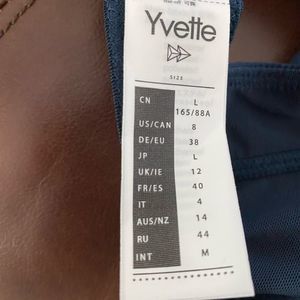 Yvette
SIZE
CN L
165/88A
US/CAN 8
DE/EU 38
JP L
UK/IE 12
FR/ES 40
IT 4
AUS/NZ 14
RU 44
INT M